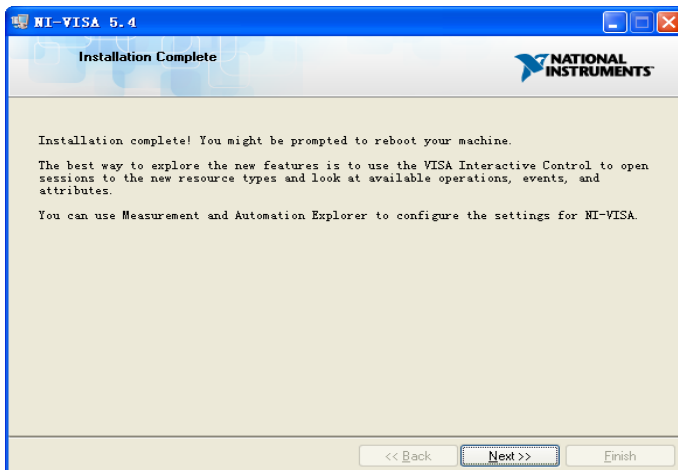 NI-VISA 5.4
Installation Complete
NATIONAL
INSTRUMENTS™
Installation complete! You might be prompted to reboot your machine.
The best way to explore the new features is to use the VISA Interactive Control to open
sessions to the new resource types and look at available operations, events, and
attributes.
You can use Measurement and Automation Explorer to configure the settings for NI-VISA.
<< Back Next >> Finish